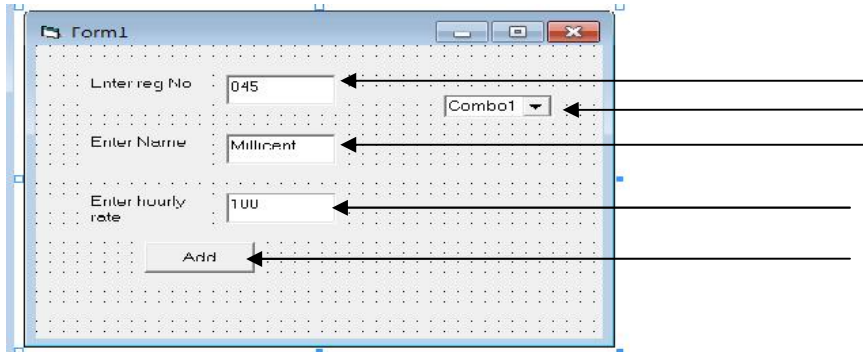 Form1
Enter reg No
045
Combo1
Enter Name
Millicent
Enter hourly
rate
100
Add